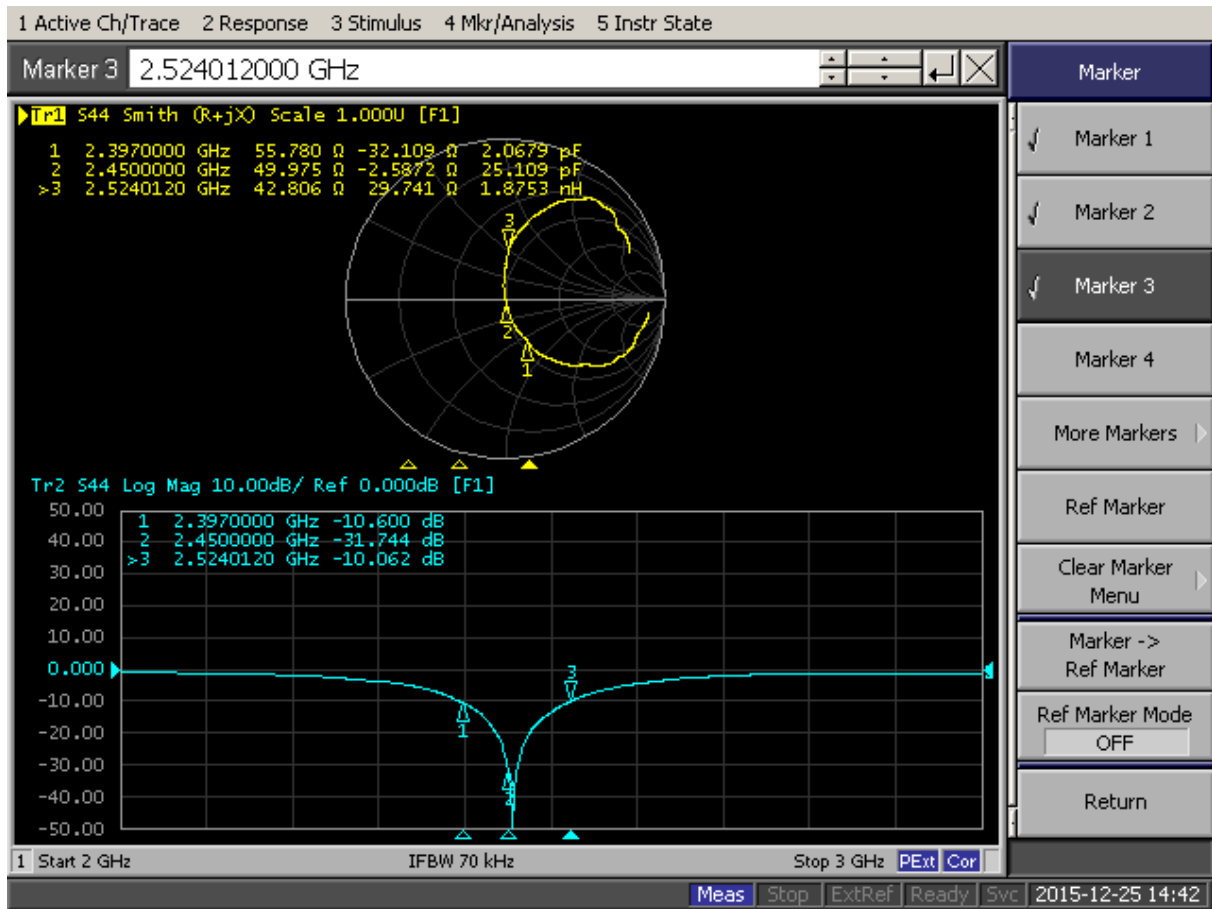 1 Active Ch/Trace 2 Response 3 Stimulus 4 Mkr/Analysis 5 Instr State
Marker 3 2.524012000 GHz
Tr1 S44 Smith (R+jX) Scale 1.000U [F1]
1 2.3970000 GHz 55.780 Ω -32.109 Ω 2.0679 pF
2 2.4500000 GHz 49.975 Ω -2.5872 Ω 25.109 pF
>3 2.5240120 GHz 42.806 Ω 29.741 Ω 1.8753 nH
3
2
1
Tr2 S44 Log Mag 10.00dB/ Ref 0.000dB [F1]
50.00
40.00
30.00
20.00
10.00
0.000
-10.00
-20.00
-30.00
-40.00
-50.00
1 2.3970000 GHz -10.600 dB
2 2.4500000 GHz -31.744 dB
>3 2.5240120 GHz -10.062 dB
3
1
2
1 Start 2 GHz IFBW 70 kHz Stop 3 GHz PExt Cor
Meas Stop ExtRef Ready Svc 2015-12-25 14:42
Marker
Marker 1
Marker 2
Marker 3
Marker 4
More Markers
Ref Marker
Clear Marker
Menu
Marker ->
Ref Marker
Ref Marker Mode
OFF
Return